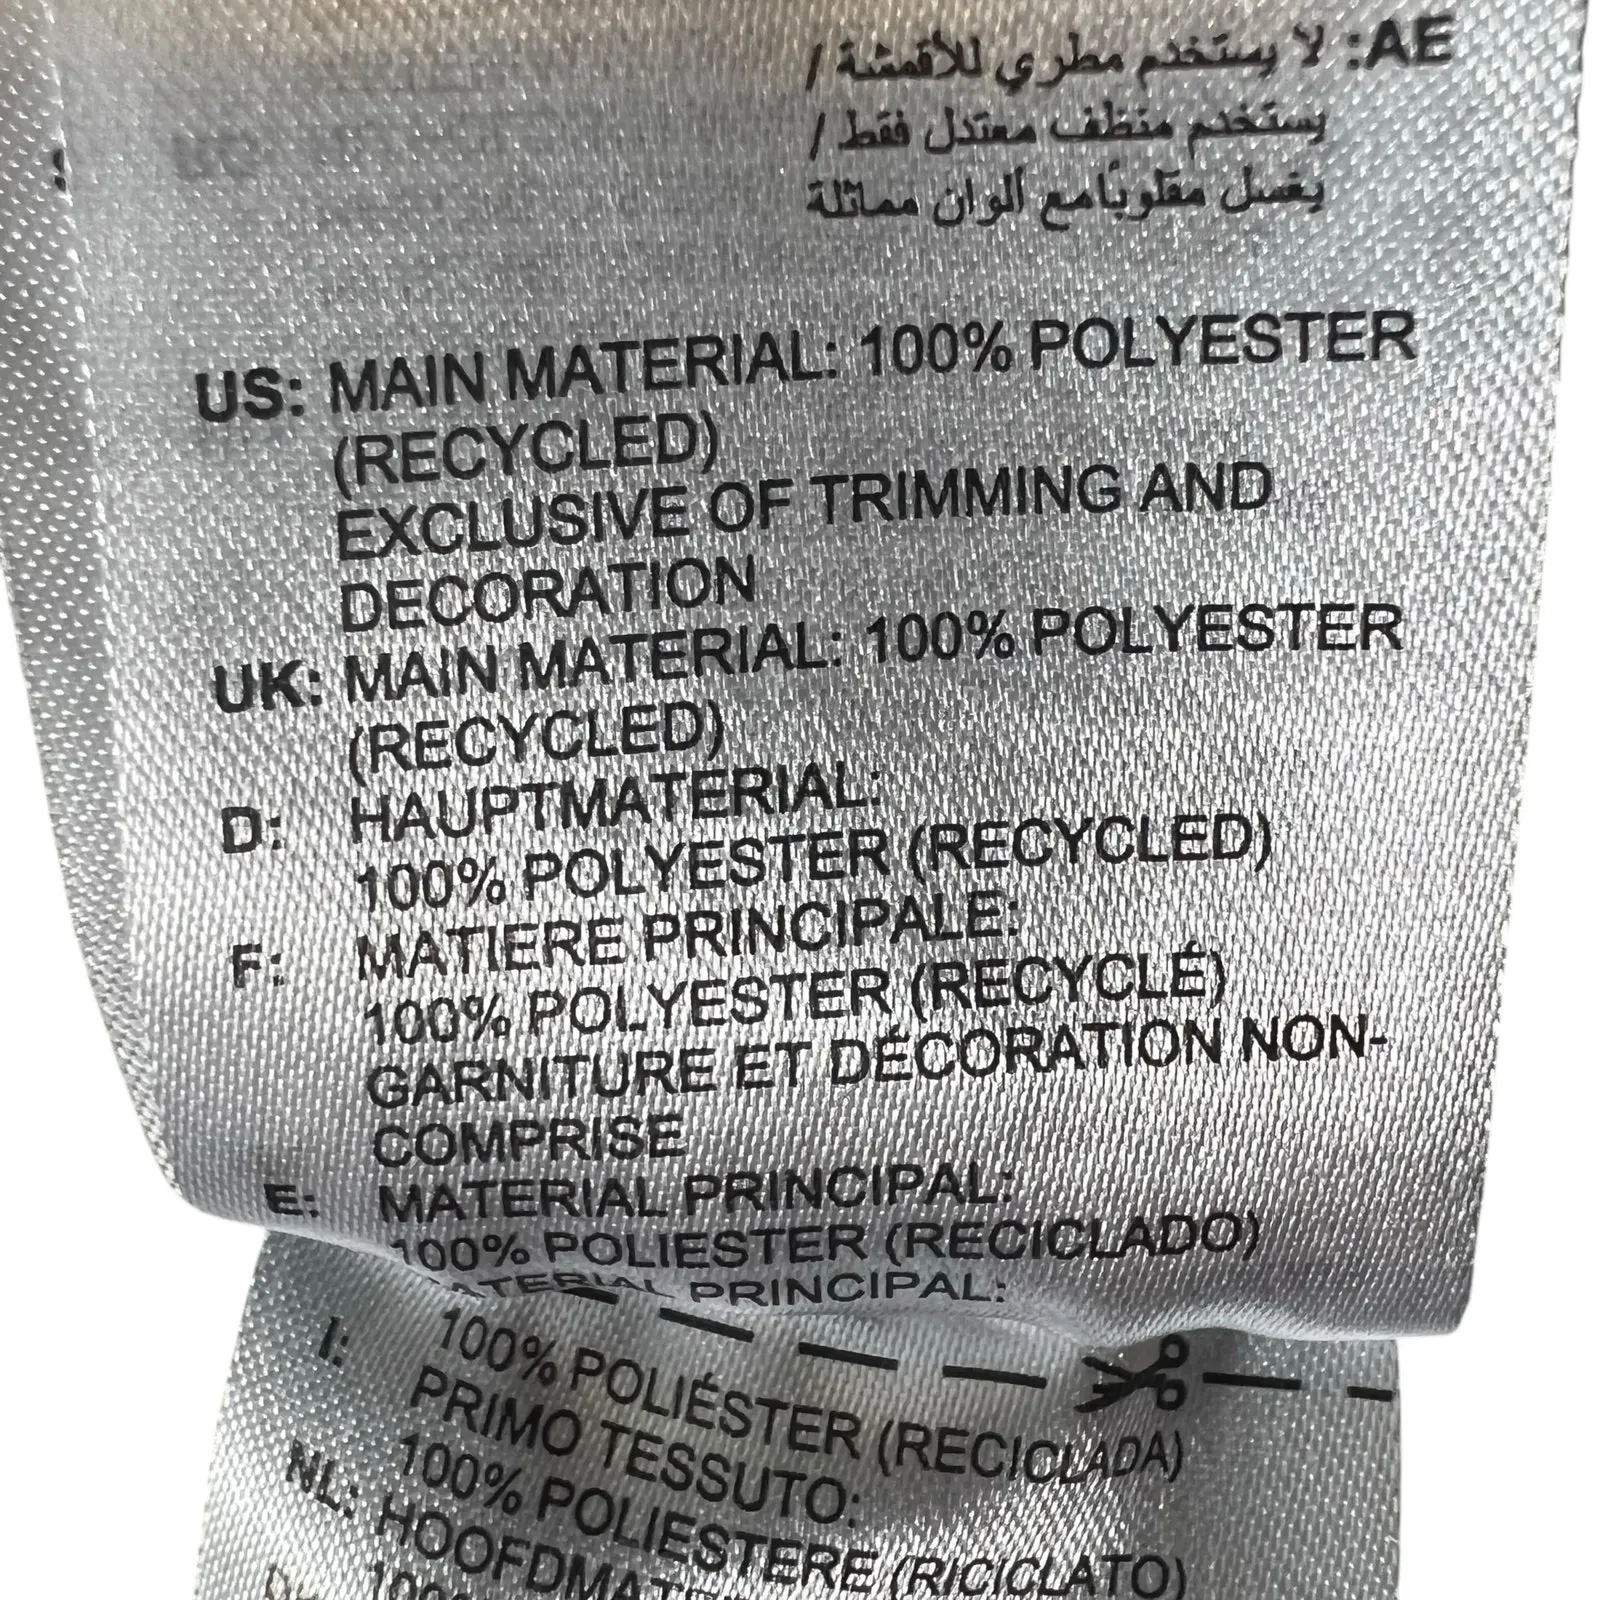 AE: لا يستخدم مطري للأقمشة /
يستخدم منظف معتدل فقط /
يغسل مقلوبًا مع ألوان مماثلة
US: MAIN MATERIAL: 100% POLYESTER
(RECYCLED)
EXCLUSIVE OF TRIMMING AND
DECORATION
UK: MAIN MATERIAL: 100% POLYESTER
(RECYCLED)
D: HAUPTMATERIAL:
100% POLYESTER (RECYCLED)
F: MATIERE PRINCIPALE:
100% POLYESTER (RECYCLÉ)
GARNITURE ET DÉCORATION NON-
COMPRISE
E: MATERIAL PRINCIPAL:
100% POLIESTER (RECICLADO)
MATERIAL PRINCIPAL:
100% POLIÉSTER (RECICLADA)
I: PRIMO TESSUTO:
100% POLIESTERE (RICICLATO)
NL: